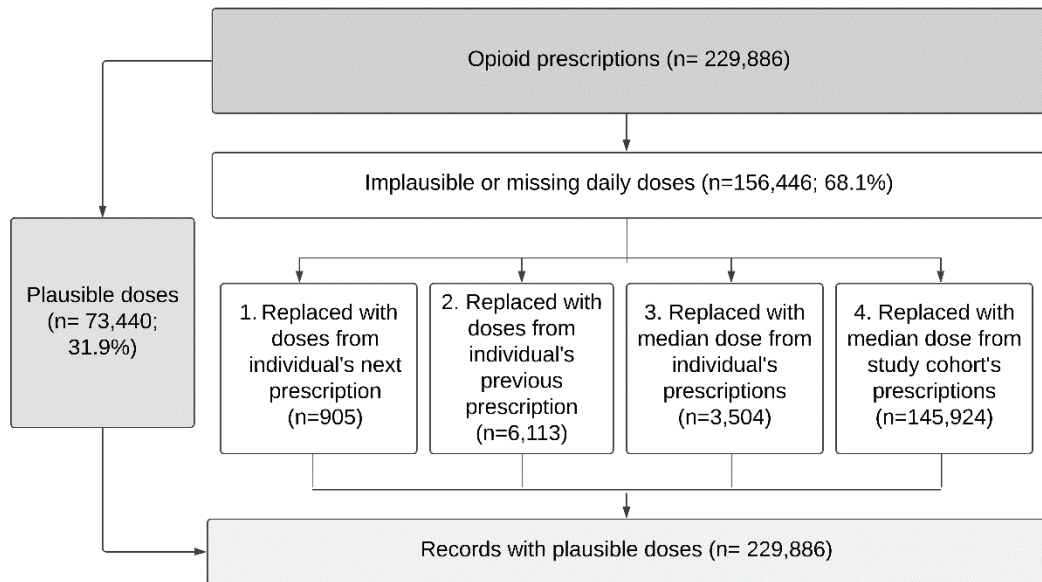 Opioid prescriptions (n= 229,886)
Implausible or missing daily doses (n=156,446; 68.1%)
Plausible doses
(n= 73,440;
31.9%)
1. Replaced with
doses from
individual's next
prescription
(n=905)
2. Replaced with
doses from
individual's
previous
prescription
(n=6,113)
3. Replaced with
median dose from
individual's
prescriptions
(n=3,504)
4. Replaced with
median dose from
study cohort's
prescriptions
(n=145,924)
Records with plausible doses (n= 229,886)